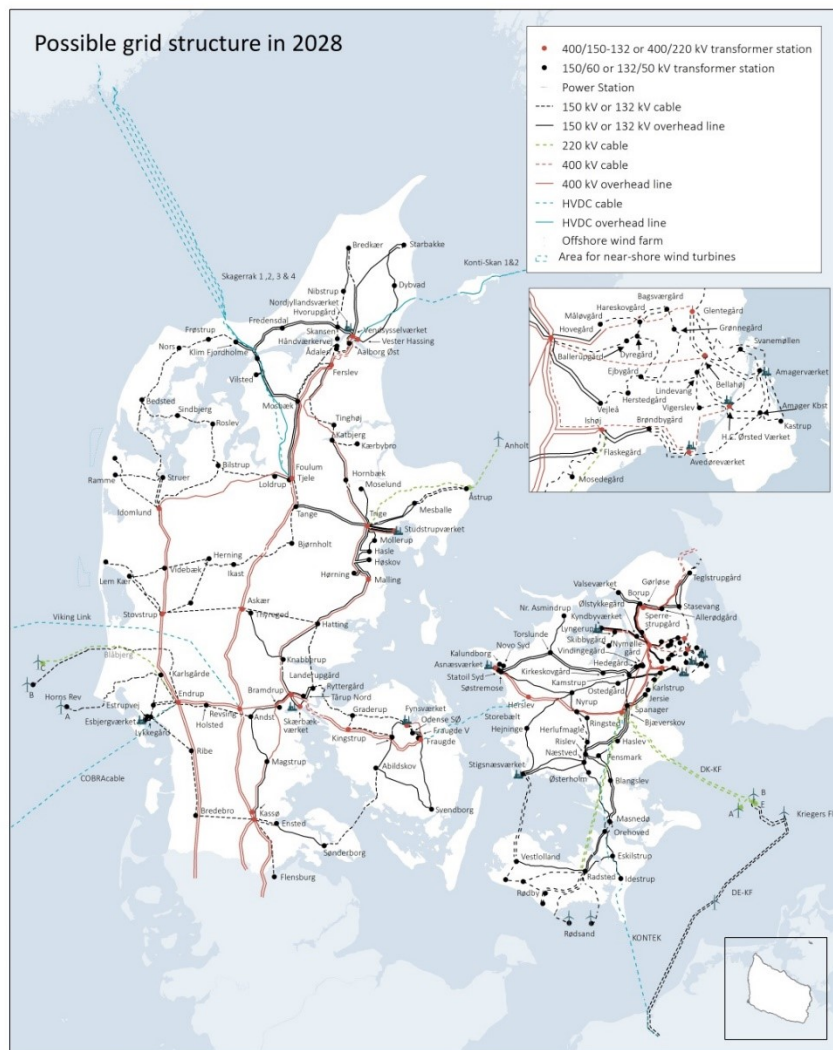 Possible grid structure in 2028
400/150-132 or 400/220 kV transformer station
150/60 or 132/50 kV transformer station
Power Station
150 kV or 132 kV cable
150 kV or 132 kV overhead line
220 kV cable
400 kV cable
400 kV overhead line
HVDC cable
HVDC overhead line
Offshore wind farm
Area for near-shore wind turbines
Skagerrak 1 ,2, 3 & 4
Konti-Skan 1&2
Bredkær
Starbakke
Dybvad
Nibstrup
Nordjyllandsværket
Hvorupgård
Fredensdal
Skansen
Vendsysselværket
Frøstrup
Håndværkervej
Vester Hassing
Nors
Klim Fjordholme
Ådalen
Aalborg Øst
Ferslev
Vilsted
Bedsted
Mosbæk
Sindbjerg
Tinghøj
Roslev
Katbjerg
Kærbybro
Anholt
Foulum
Ramme
Struer
Bilstrup
Loldrup
Tjele
Hornbæk
Moselund
Mesballe
Åstrup
Idomlund
Tange
Trige
Studstrupværket
Mollerup
Hasle
Bjørnholt
Høskov
Herning
Videbæk
Ikast
Hørning
Malling
Lem Kær
Askær
Stovstrup
Thyregod
Hatting
Viking Link
Blåbjerg
Knabberup
Karlsgårde
Landerupgård
Ryttergård
B
Horns Rev
A
Endrup
Bramdrup
Tårup Nord
Estrupvej
Revsing
Andst
Skærbæk-
værket
Graderup
Fynsværket
Esbjergværket
Holsted
Odense SØ
Lykkegård
Kingstrup
Fraugde V
Fraugde
Ribe
COBRAcable
Magstrup
Abildskov
Bredebro
Kassø
Ensted
Svendborg
Sønderborg
Flensburg
Bagsværgård
Hareskovgård
Glentegård
Måløvgård
Hovegård
Grønnegård
Svanemøllen
Ballerupgård
Dyregård
Amagerværket
Ejbygård
Bellahøj
Lindevang
Herstedgård
Vigerslev
Amager Kbst
Vejleå
Ishøj
Brøndbygård
Kastrup
H.C. Ørsted Værket
Flaskegård
Avedøreværket
Mosedegård
Gørløse
Teglstrupgård
Valseværket
Borup
Ølstykkegård
Stasevang
Nr. Asmindrup
Kyndbyværket
Sperre-
strupgård
Allerødgård
Lyngerup
Torslunde
Skibbygård
Kalundborg
Novo Syd
Nymølle-
gård
Asnæsværket
Vindingegård
Statoil Syd
Kirkeskovgård
Hedegård
Søstremose
Kamstrup
Karlstrup
Ostedgård
Jersie
Herslev
Nyrup
Spanager
Storebælt
Ringsted
Bjæverskov
Hejninge
Herlufmagle
Rislev
Haslev
Næstved
Fensmark
DK-KF
Stigsnæsværket
Østerholm
Blangslev
B
E
A
Kriegers Fl
Masnedø
Orehoved
Vestlolland
Eskilstrup
Radsted
Idestrup
Rødby
DE-KF
Rødsand
KONTEK